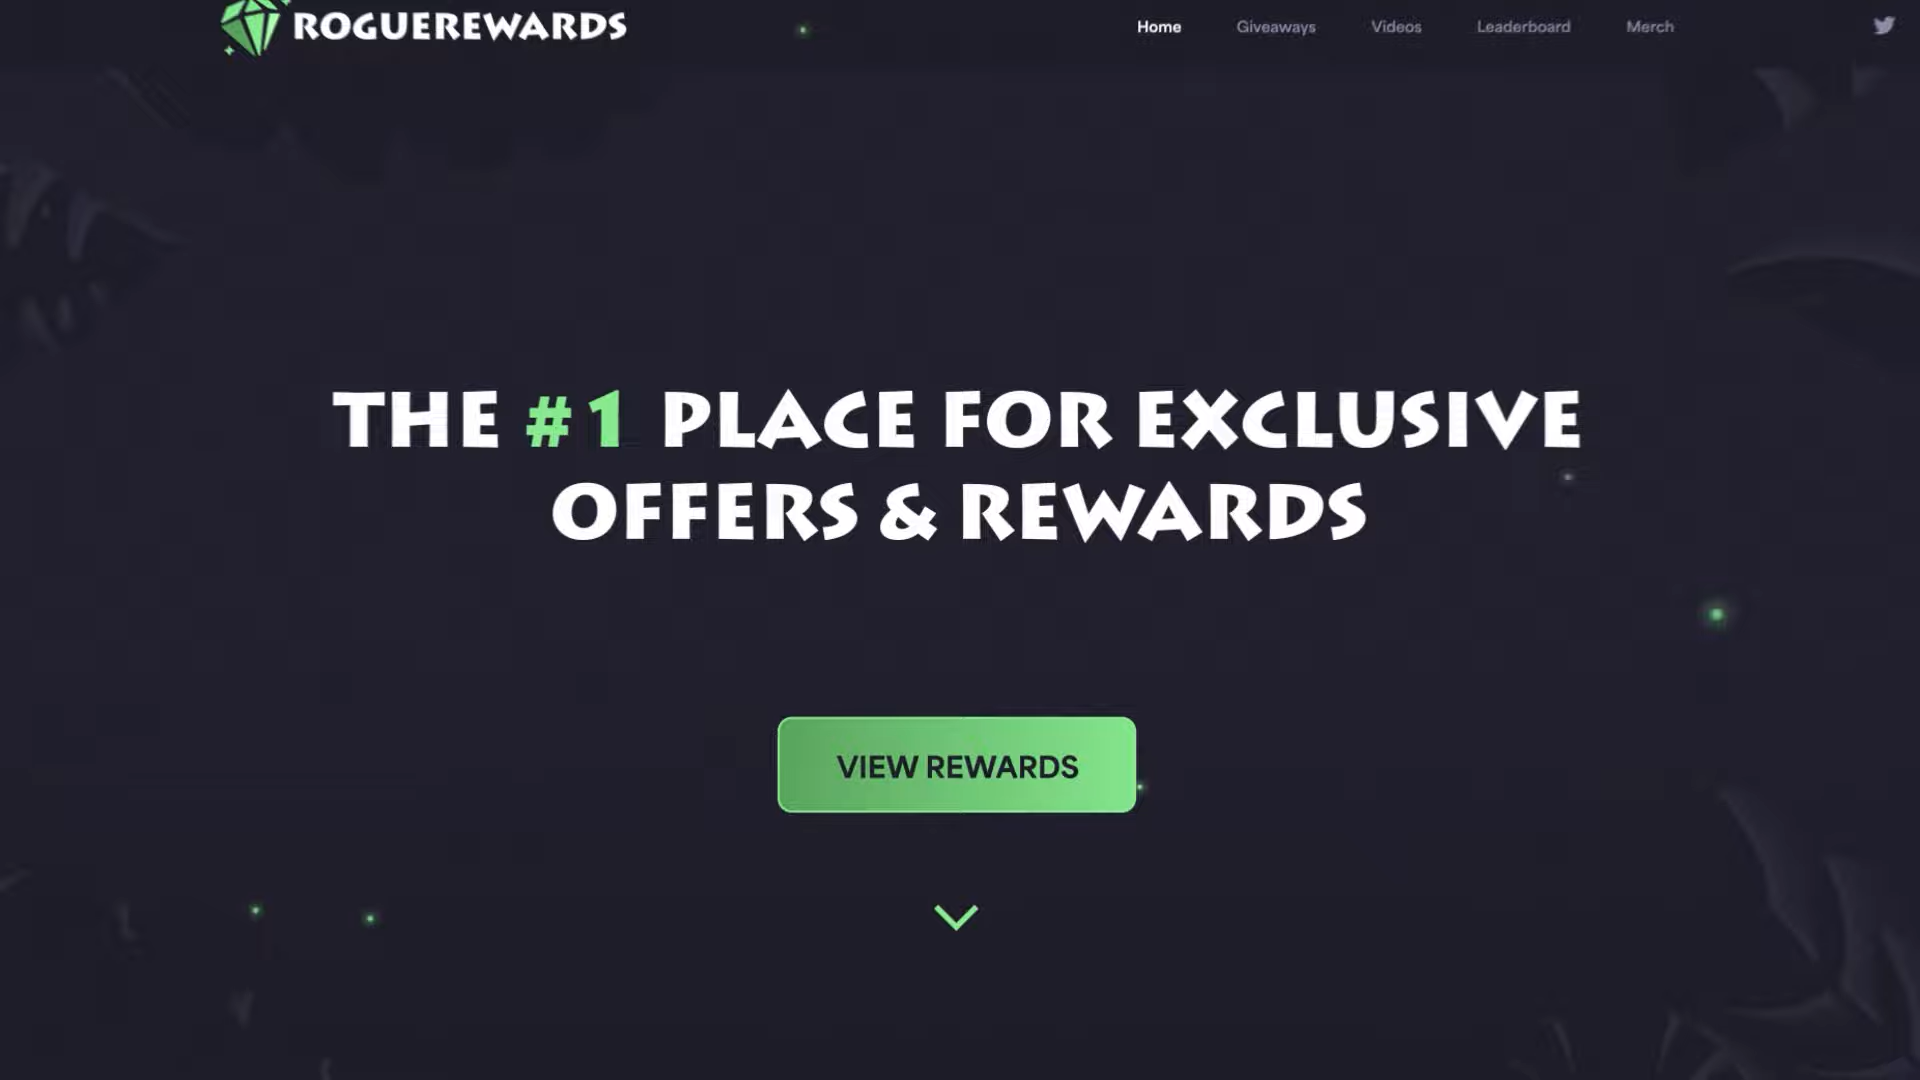 ROGUEREWARDS
Home Giveaways Videos Leaderboard Merch
THE #1 PLACE FOR EXCLUSIVE
OFFERS & REWARDS
VIEW REWARDS